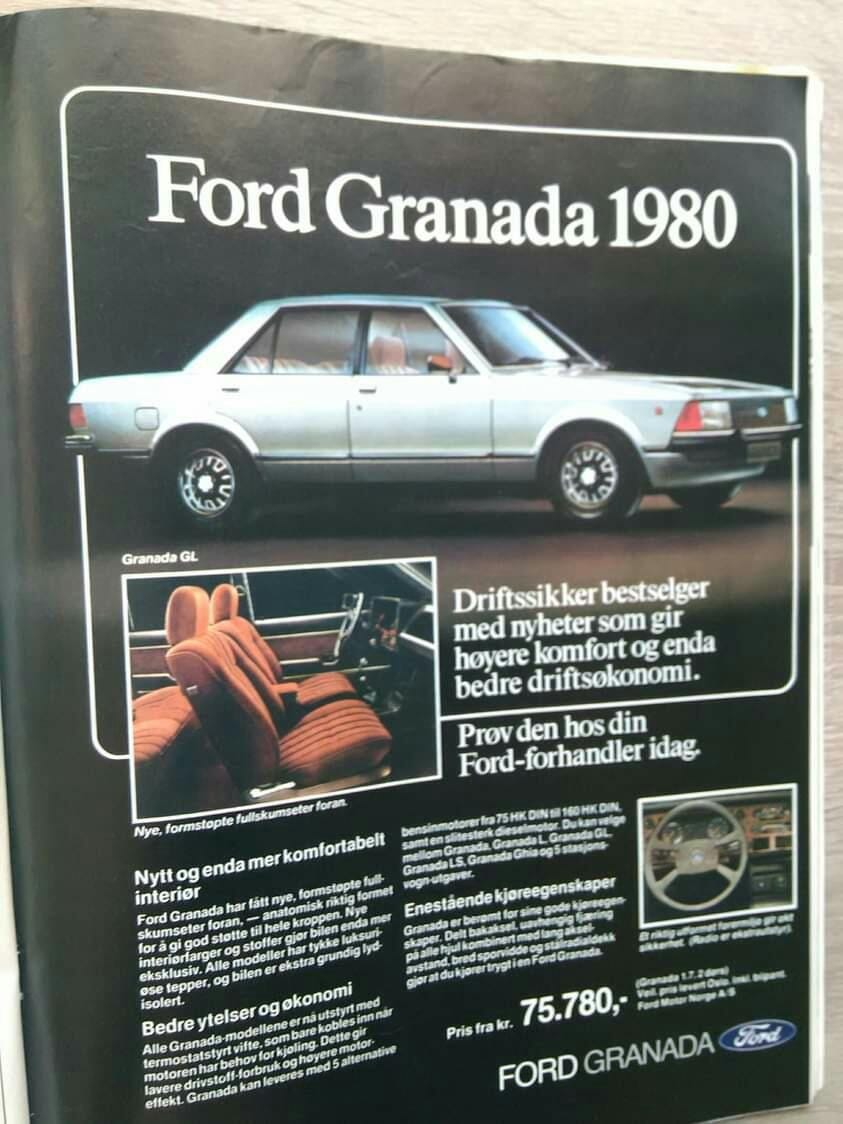 Ford Granada 1980
Granada GL
Driftssikker bestselger
med nyheter som gir
høyere komfort og enda
bedre driftsøkonomi.
Prøv den hos din
Ford-forhandler idag.
Nye, formstøpte fullskumseter foran.
Nytt og enda mer komfortabelt
interiør
Ford Granada har fått nye, formstøpte full-
skumseter foran, — anatomisk riktig formet
for å gi god støtte til hele kroppen. Nye
interiørfarger og stoffer gjør bilen enda mer
eksklusiv. Alle modeller har tykke luksuri-
øse tepper, og bilen er ekstra grundig lyd-
isolert.
Bedre ytelser og økonomi
Alle Granada-modellene er nå utstyrt med
termostatstyrt vifte, som bare kobles inn når
motoren har behov for kjøling. Dette gir
lavere drivstoff-forbruk og høyere motor-
effekt. Granada kan leveres med 5 alternative
bensinmotorer fra 75 HK DIN til 160 HK DIN,
samt en slitesterk dieselmotor. Du kan velge
mellom Granada, Granada L, Granada GL,
Granada LS, Granada Ghia og 5 stasjons-
vogn-utgaver.
Enestående kjøreegenskaper
Granada er berømt for sine gode kjøreegen-
skaper. Delt bakaksel, uavhengig fjæring
på alle hjul kombinert med lang aksel-
avstand, bred sporvidde og stålradialdekk
gjør at du kjører trygt i en Ford Granada.
Et riktig utformet førermiljø gir økt
sikkerhet. (Radio er ekstrautstyr).
Pris fra kr. 75.780,-
(Granada 1.7, 2 dørs)
Veil. pris levert Oslo. Inkl. bilpant.
Ford Motor Norge A/S
FORD GRANADA Ford